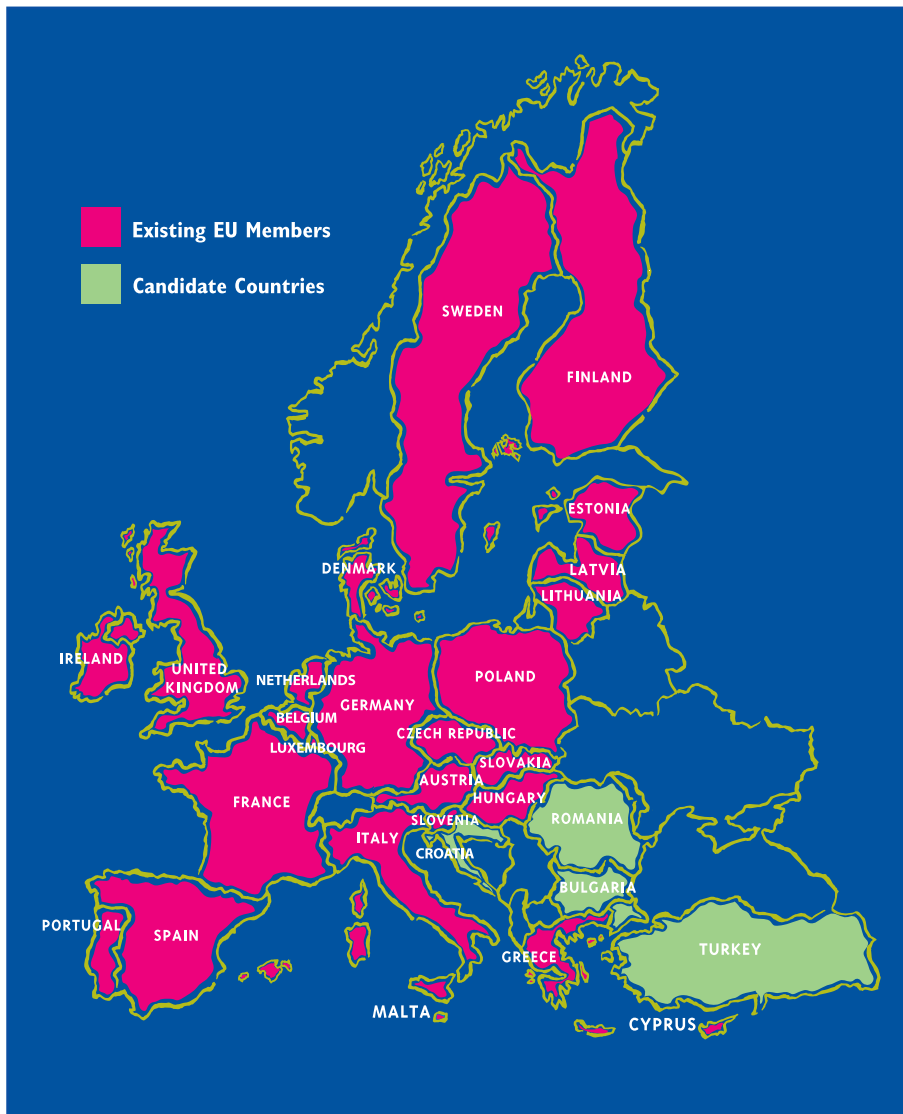 Existing EU Members
Candidate Countries
SWEDEN
FINLAND
ESTONIA
DENMARK
LATVIA
LITHUANIA
IRELAND
UNITED
KINGDOM
NETHERLANDS
POLAND
GERMANY
BELGIUM
CZECH REPUBLIC
LUXEMBOURG
SLOVAKIA
AUSTRIA
HUNGARY
FRANCE
SLOVENIA
ROMANIA
ITALY
CROATIA
BULGARIA
PORTUGAL
SPAIN
GREECE
TURKEY
MALTA
CYPRUS